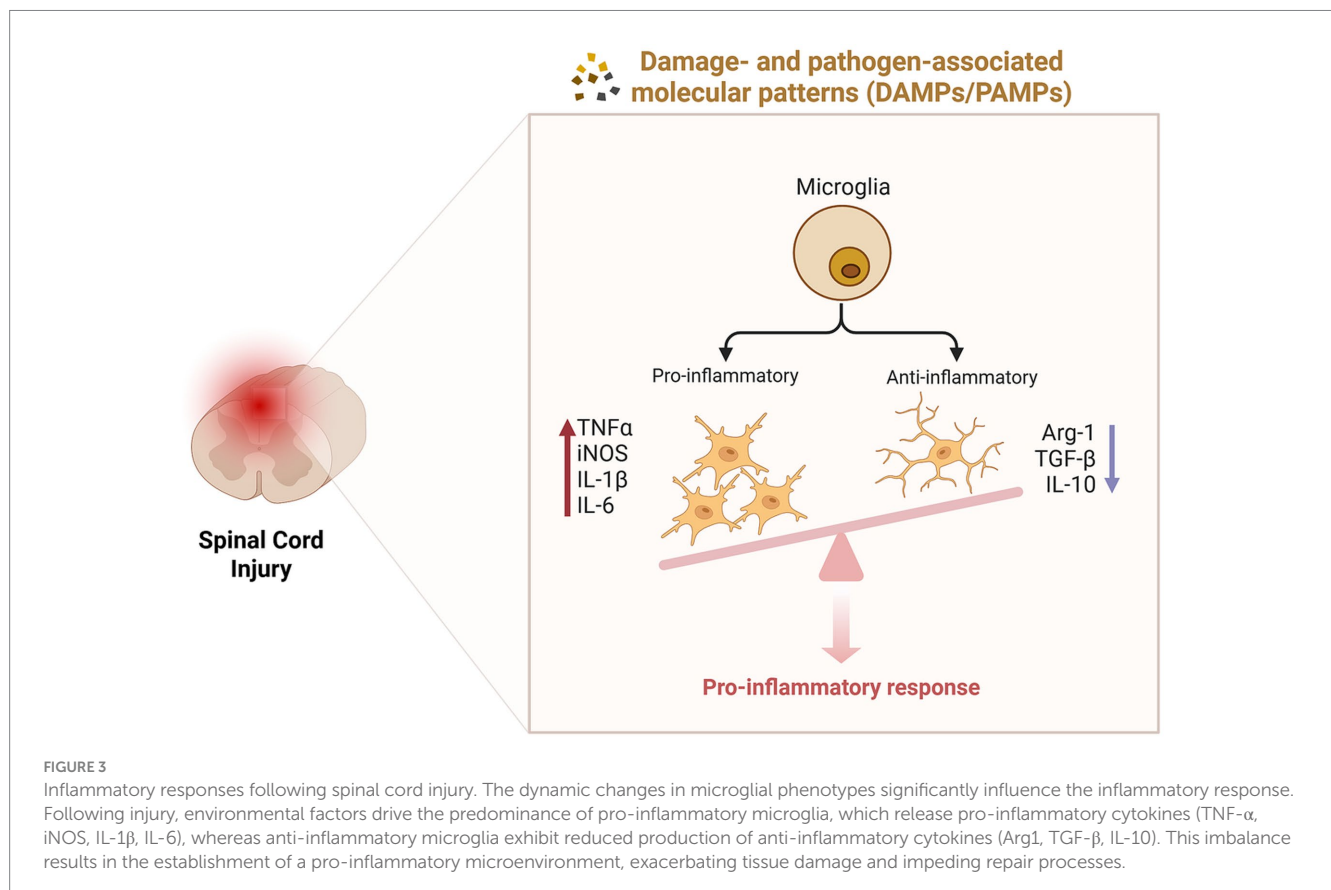 Damage- and pathogen-associated
molecular patterns (DAMPs/PAMPs)
Microglia
Pro-inflammatory
Anti-inflammatory
TNFα
iNOS
IL-1β
IL-6
Arg-1
TGF-β
IL-10
Spinal Cord
Injury
Pro-inflammatory response
FIGURE 3
Inflammatory responses following spinal cord injury. The dynamic changes in microglial phenotypes significantly influence the inflammatory response.
Following injury, environmental factors drive the predominance of pro-inflammatory microglia, which release pro-inflammatory cytokines (TNF-α,
iNOS, IL-1β, IL-6), whereas anti-inflammatory microglia exhibit reduced production of anti-inflammatory cytokines (Arg1, TGF-β, IL-10). This imbalance
results in the establishment of a pro-inflammatory microenvironment, exacerbating tissue damage and impeding repair processes.